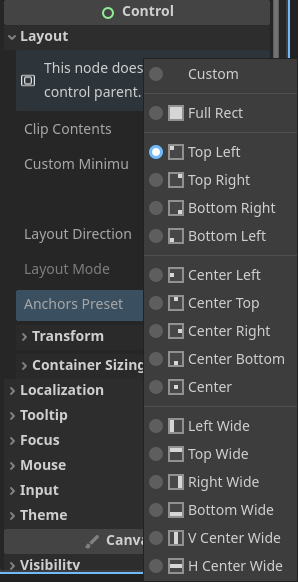 Control
Layout
This node does
control parent.
Clip Contents
Custom Minimu
Layout Direction
Layout Mode
Anchors Preset
Transform
Container Sizing
Localization
Tooltip
Focus
Mouse
Input
Theme
Canva
Visibility
Custom
Full Rect
Top Left
Top Right
Bottom Right
Bottom Left
Center Left
Center Top
Center Right
Center Bottom
Center
Left Wide
Top Wide
Right Wide
Bottom Wide
V Center Wide
H Center Wide